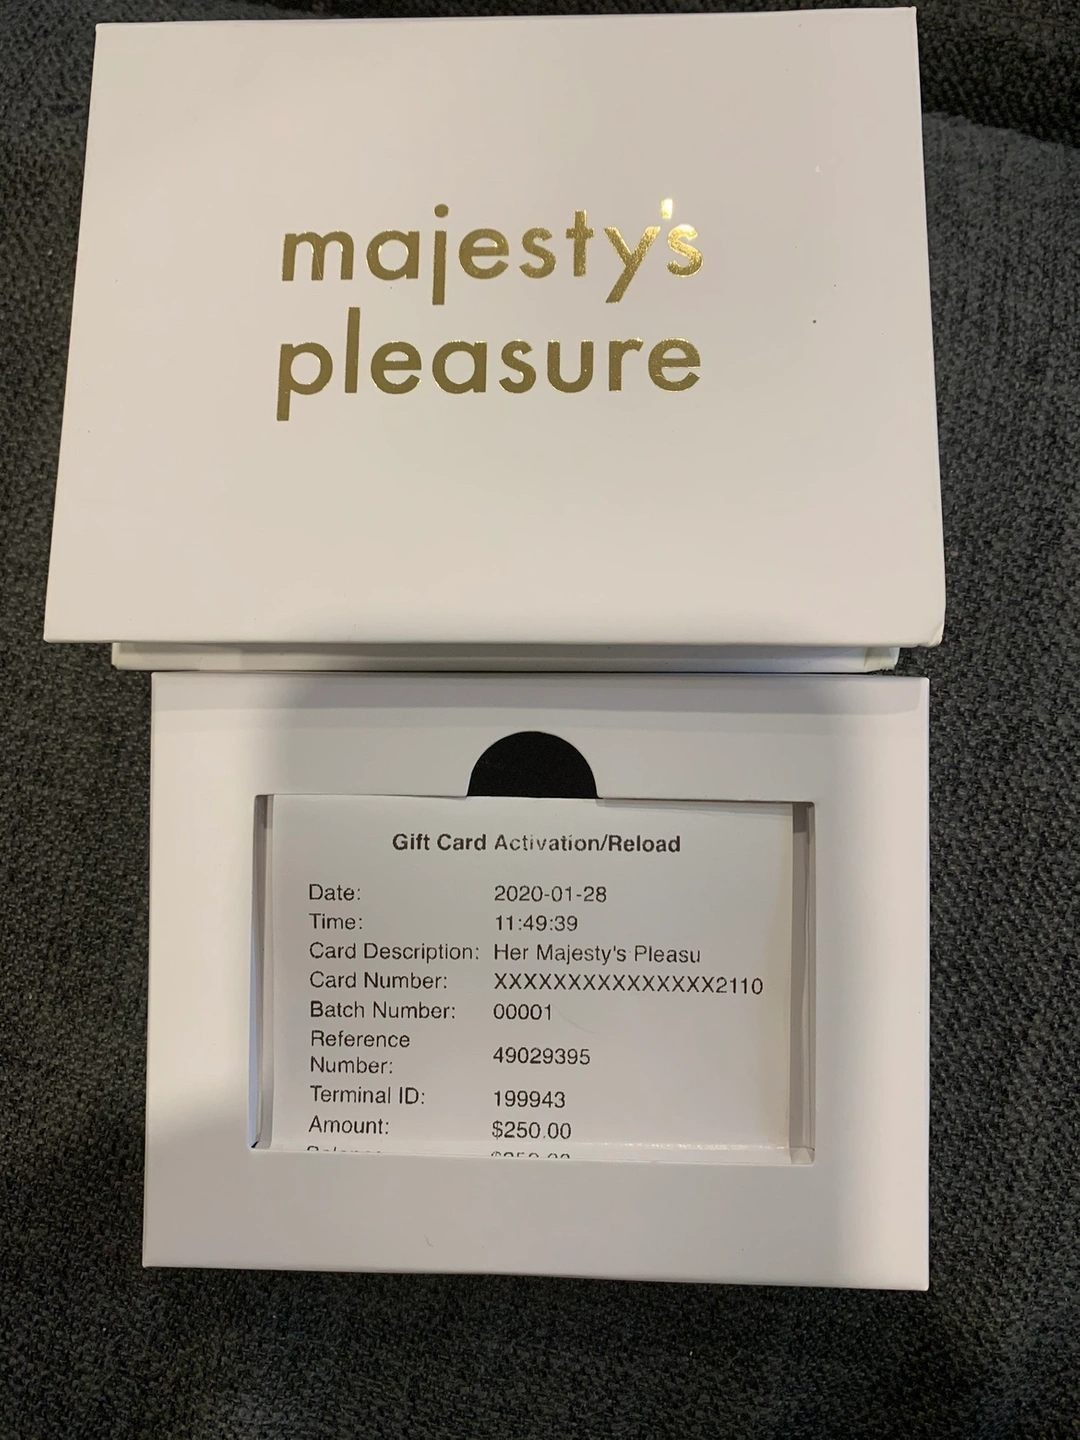 majesty's
pleasure
Gift Card Activation/Reload
Date: 2020-01-28
Time: 11:49:39
Card Description: Her Majesty's Pleasu
Card Number: XXXXXXXXXXXXXXX2110
Batch Number: 00001
Reference
Number: 49029395
Terminal ID: 199943
Amount: $250.00